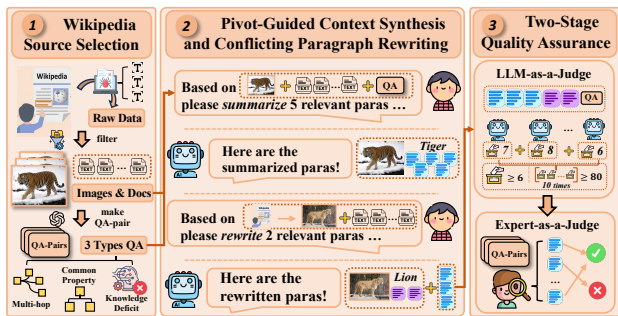 1 Wikipedia
Source Selection
Wikipedia
T
T
T
Raw Data
filter
TEXT TEXT ... TEXT
Images & Docs
make
QA-pair
QA-Pairs
3 Types QA
Common
Property
Multi-hop
Knowledge
Deficit
2 Pivot-Guided Context Synthesis
and Conflicting Paragraph Rewriting
Based on + TEXT TEXT ... TEXT + QA
please summarize 5 relevant paras ...
Here are the
summarized paras!
Tiger
Based on + TEXT TEXT ... TEXT
please rewrite 2 relevant paras ...
Here are the
rewritten paras!
Lion
+
3 Two-Stage
Quality Assurance
LLM-as-a-Judge
QA
...
7 + 8 + 6
≥ 6 ... ≥ 80
10 times
Expert-as-a-Judge
QA-Pairs
...